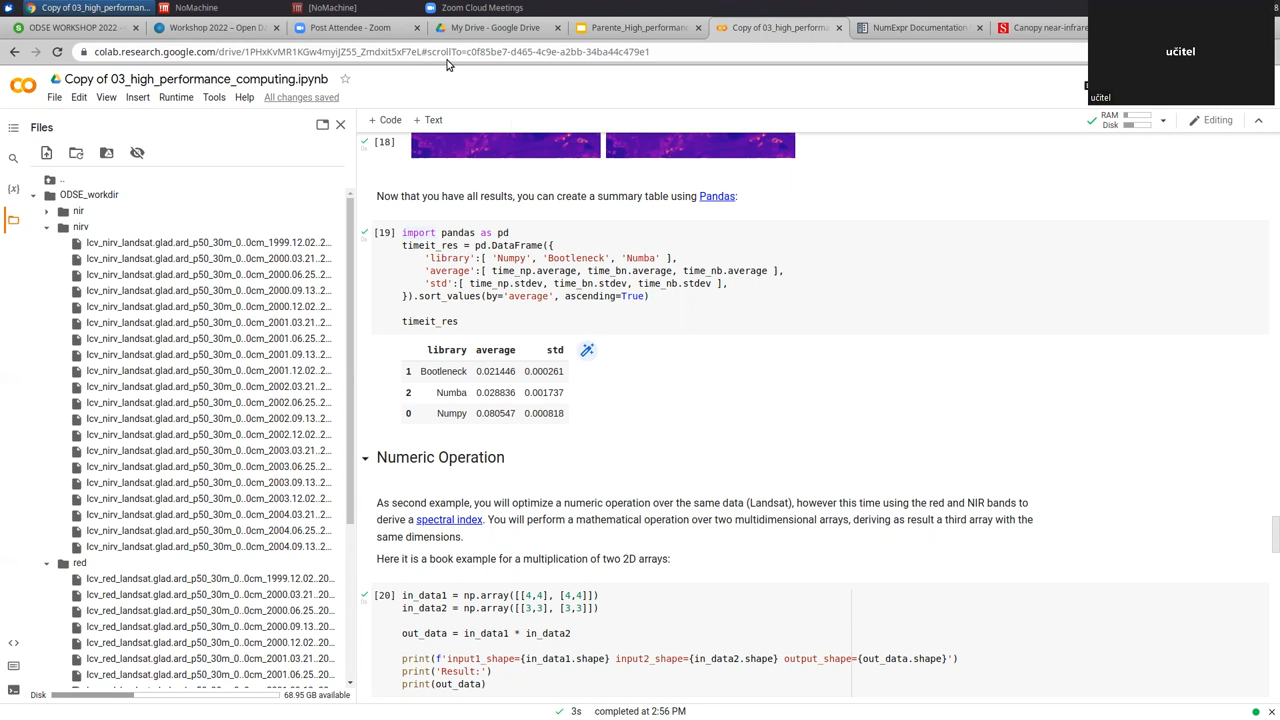 Copy of 03_high_performan...
NoMachine
[NoMachine]
Zoom Cloud Meetings
8
ODSE WORKSHOP 2022
Workshop 2022 – Open D
Post Attendee - Zoom
My Drive - Google Drive
Parente_High_performanc
Copy of 03_high_performa
NumExpr Documentation
Canopy near-infrare
colab.research.google.com/drive/1PHxKvMR1KGw4myiJZ55_Zmdxit5xF7eL#scrollTo=c0f85be7-d465-4c9e-a2bb-34ba44c479e1
učitel
učitel
Copy of 03_high_performance_computing.ipynb
File Edit View Insert Runtime Tools Help All changes saved
Files
+ Code + Text
RAM
Disk
Editing
..
ODSE_workdir
nir
nirv
lcv_nirv_landsat.glad.ard_p50_30m_0..0cm_1999.12.02..2...
lcv_nirv_landsat.glad.ard_p50_30m_0..0cm_2000.03.21..2...
lcv_nirv_landsat.glad.ard_p50_30m_0..0cm_2000.06.25..2...
lcv_nirv_landsat.glad.ard_p50_30m_0..0cm_2000.09.13..2...
lcv_nirv_landsat.glad.ard_p50_30m_0..0cm_2000.12.02..2...
lcv_nirv_landsat.glad.ard_p50_30m_0..0cm_2001.03.21..2...
lcv_nirv_landsat.glad.ard_p50_30m_0..0cm_2001.06.25..2...
lcv_nirv_landsat.glad.ard_p50_30m_0..0cm_2001.09.13..2...
lcv_nirv_landsat.glad.ard_p50_30m_0..0cm_2001.12.02..2...
lcv_nirv_landsat.glad.ard_p50_30m_0..0cm_2002.03.21..2...
lcv_nirv_landsat.glad.ard_p50_30m_0..0cm_2002.06.25..2...
lcv_nirv_landsat.glad.ard_p50_30m_0..0cm_2002.09.13..2...
lcv_nirv_landsat.glad.ard_p50_30m_0..0cm_2002.12.02..2...
lcv_nirv_landsat.glad.ard_p50_30m_0..0cm_2003.03.21..2...
lcv_nirv_landsat.glad.ard_p50_30m_0..0cm_2003.06.25..2...
lcv_nirv_landsat.glad.ard_p50_30m_0..0cm_2003.09.13..2...
lcv_nirv_landsat.glad.ard_p50_30m_0..0cm_2003.12.02..2...
lcv_nirv_landsat.glad.ard_p50_30m_0..0cm_2004.03.21..2...
lcv_nirv_landsat.glad.ard_p50_30m_0..0cm_2004.06.25..2...
lcv_nirv_landsat.glad.ard_p50_30m_0..0cm_2004.09.13..2...
red
lcv_red_landsat.glad.ard_p50_30m_0..0cm_1999.12.02..20...
lcv_red_landsat.glad.ard_p50_30m_0..0cm_2000.03.21..20...
lcv_red_landsat.glad.ard_p50_30m_0..0cm_2000.06.25..20...
lcv_red_landsat.glad.ard_p50_30m_0..0cm_2000.09.13..20...
lcv_red_landsat.glad.ard_p50_30m_0..0cm_2000.12.02..20...
lcv_red_landsat.glad.ard_p50_30m_0..0cm_2001.03.21..20...
lcv_red_landsat.glad.ard_p50_30m_0..0cm_2001.06.25..20...
Disk 68.95 GB available
[18]
Now that you have all results, you can create a summary table using Pandas:
[19] import pandas as pd
timeit_res = pd.DataFrame({
'library':[ 'Numpy', 'Bottleneck', 'Numba' ],
'average':[ time_np.average, time_bn.average, time_nb.average ],
'std':[ time_np.stdev, time_bn.stdev, time_nb.stdev ],
}).sort_values(by='average', ascending=True)
timeit_res
library average std
1 Bootleneck 0.021446 0.000261
2 Numba 0.028836 0.001737
0 Numpy 0.080547 0.000818
Numeric Operation
As second example, you will optimize a numeric operation over the same data (Landsat), however this time using the red and NIR bands to
derive a spectral index. You will perform a mathematical operation over two multidimensional arrays, deriving as result a third array with the
same dimensions.
Here it is a book example for a multiplication of two 2D arrays:
[20] in_data1 = np.array([[4,4], [4,4]])
in_data2 = np.array([[3,3], [3,3]])
out_data = in_data1 * in_data2
print(f'input1_shape={in_data1.shape} input2_shape={in_data2.shape} output_shape={out_data.shape}')
print('Result:')
print(out_data)
3s completed at 2:56 PM